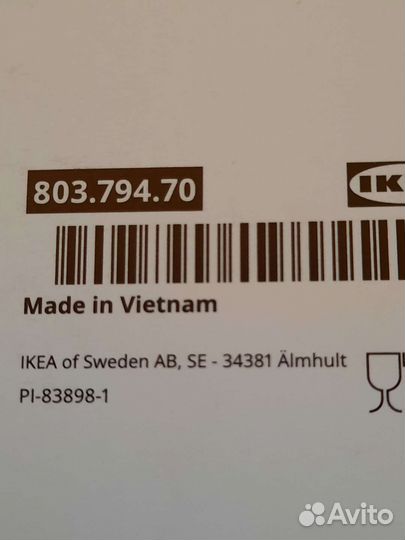 803.794.70
IK
Made in Vietnam
IKEA of Sweden AB, SE - 34381 Älmhult
PI-83898-1
Avito